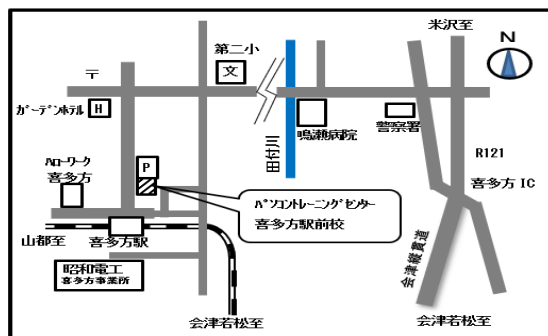 米沢至
第二小
文
N
〒
ｶﾞｰﾃﾞﾝﾎﾃﾙ
H
田付川
鳴瀬病院
警察署
R121
ﾊﾛｰﾜｰｸ
喜多方
P
喜多方 IC
ﾊﾟｿｺﾝﾄﾚｰﾆﾝｸﾞｾﾝﾀｰ
喜多方駅前校
山都至
喜多方駅
会津縦貫道
昭和電工
喜多方事業所
会津若松至
会津若松至